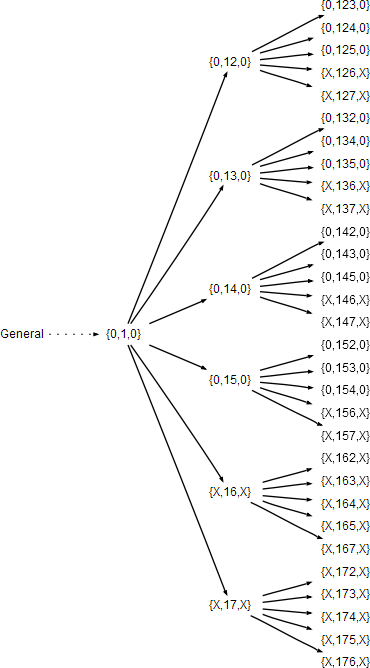 {0,123,0}
{0,124,0}
{0,12,0}
{0,125,0}
{X,126,X}
{X,127,X}
{0,132,0}
{0,134,0}
{0,13,0}
{0,135,0}
{X,136,X}
{X,137,X}
{0,142,0}
{0,143,0}
{0,14,0}
{0,145,0}
{X,146,X}
{X,147,X}
General
{0,1,0}
{0,152,0}
{0,153,0}
{0,15,0}
{0,154,0}
{X,156,X}
{X,157,X}
{X,162,X}
{X,163,X}
{X,16,X}
{X,164,X}
{X,165,X}
{X,167,X}
{X,172,X}
{X,173,X}
{X,17,X}
{X,174,X}
{X,175,X}
{X,176,X}